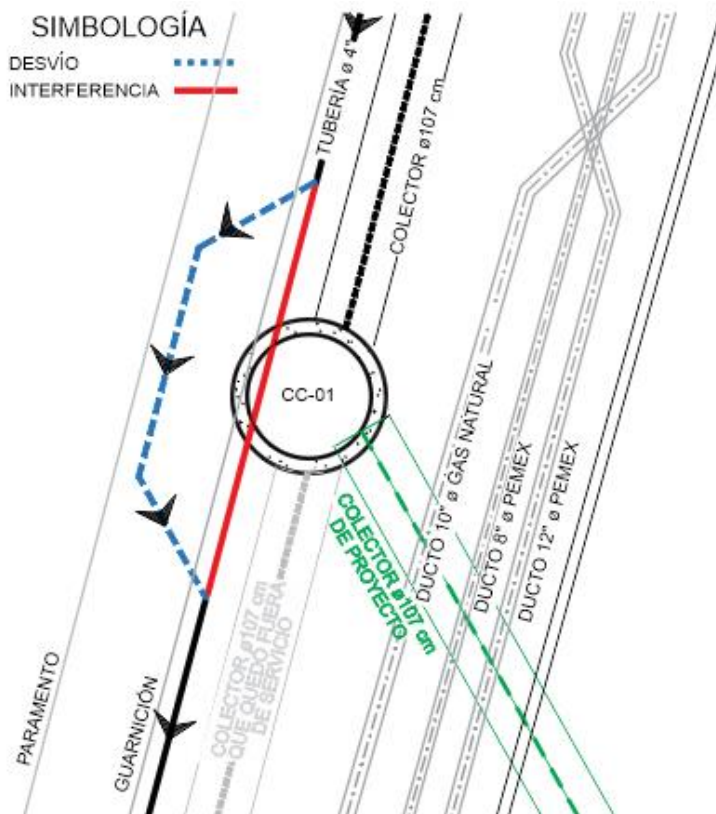 SIMBOLOGÍA
DESVÍO
INTERFERENCIA
TUBERÍA ø 4"
COLECTOR ø107 cm
CC-01
DUCTO 10" ø GAS NATURAL
DUCTO 8" ø PEMEX
DUCTO 12" ø PEMEX
COLECTOR ø107 cm
DE PROYECTO
COLECTOR ø107 cm
QUE QUEDO FUERA
DE SERVICIO
PARAMENTO
GUARNICIÓN